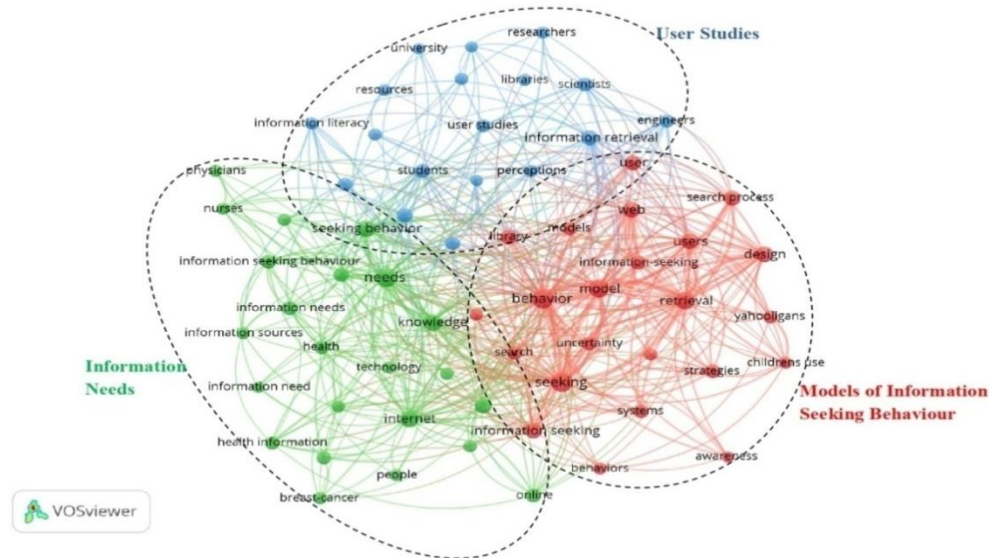 researchers
User Studies
university
libraries
scientists
resources
information literacy
user studies
engineers
information retrieval
physicians
students
perceptions
user
nurses
web
search process
seeking behavior
library
models
users
information seeking behaviour
information-seeking
design
needs
behavior
model
retrieval
information needs
knowledge
yahooligans
information sources
health
search
uncertainty
Information
Needs
technology
strategies
childrens use
information need
seeking
Models of Information
Seeking Behaviour
internet
systems
health information
information seeking
awareness
people
behaviors
breast-cancer
online
VOSviewer